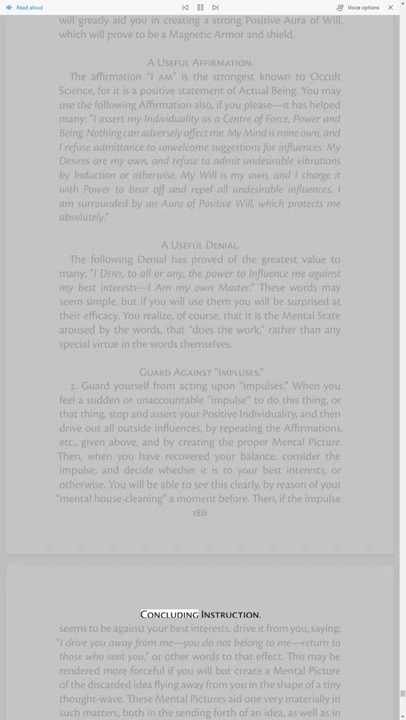 Read aloud
Voice options
will greatly aid you in creating a strong Positive Aura of Will,
which will prove to be a Magnetic Armor and shield.
A Useful Affirmation.
The affirmation "I am" is the strongest known to Occult
Science, for it is a positive statement of Actual Being. You may
use the following Affirmation also, if you please—it has helped
many: "I assert my Individuality as a Centre of Force, Power and
Being. Nothing can adversely affect me. My Mind is mine own, and
I refuse admittance to unwelcome suggestions for influences. My
Desires are my own, and refuse to admit undesirable vibrations
by Induction or otherwise. My Will is my own, and I charge it
with Power to beat off and repel all undesirable influences. I
am surrounded by an Aura of Positive Will, which protects me
absolutely."
A Useful Denial.
The following Denial has proved of the greatest value to
many: "I Deny, to all or any, the power to Influence me against
my best interests—I Am my own Master." These words may
seem simple, but if you will use them you will be surprised at
their efficacy. You realize, of course, that it is the Mental State
aroused by the words, that "does the work," rather than any
special virtue in the words themselves.
Guard Against "Impulses."
2. Guard yourself from acting upon "impulses." When you
feel a sudden or unaccountable "impulse" to do this thing, or
that thing, stop and assert your Positive Individuality, and then
drive out all outside influences, by repeating the Affirmations,
etc., given above, and by creating the proper Mental Picture.
Then, when you have recovered your balance. consider the
impulse, and decide whether it is to your best interests, or
otherwise. You will be able to see this clearly, by reason of your
"mental house-cleaning" a moment before. Then, if the impulse
186
Concluding Instruction.
seems to be against your best interests, drive it from you, saying:
"I drive you away from me—you do not belong to me—return to
those who sent you," or other words to that effect. This may be
rendered more forceful if you will but create a Mental Picture
of the discarded idea flying away from you in the shape of a tiny
thought-wave. These Mental Pictures aid one very materially in
such matters, both in the sending forth of an idea, as well as in